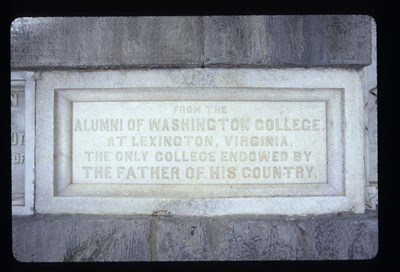 FROM THE
ALUMNI OF WASHINGTON COLLEGE,
AT LEXINGTON, VIRGINIA.
THE ONLY COLLEGE ENDOWED BY
THE FATHER OF HIS COUNTRY.